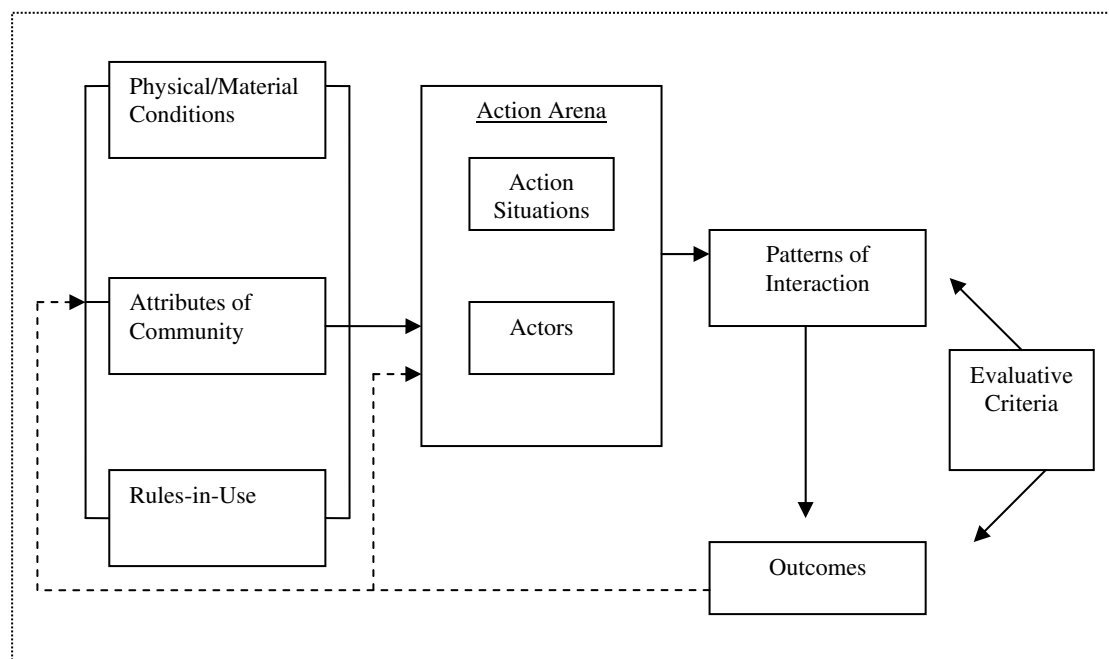 Physical/Material
Conditions
Attributes of
Community
Rules-in-Use
Action Arena
Action
Situations
Actors
Patterns of
Interaction
Outcomes
Evaluative
Criteria